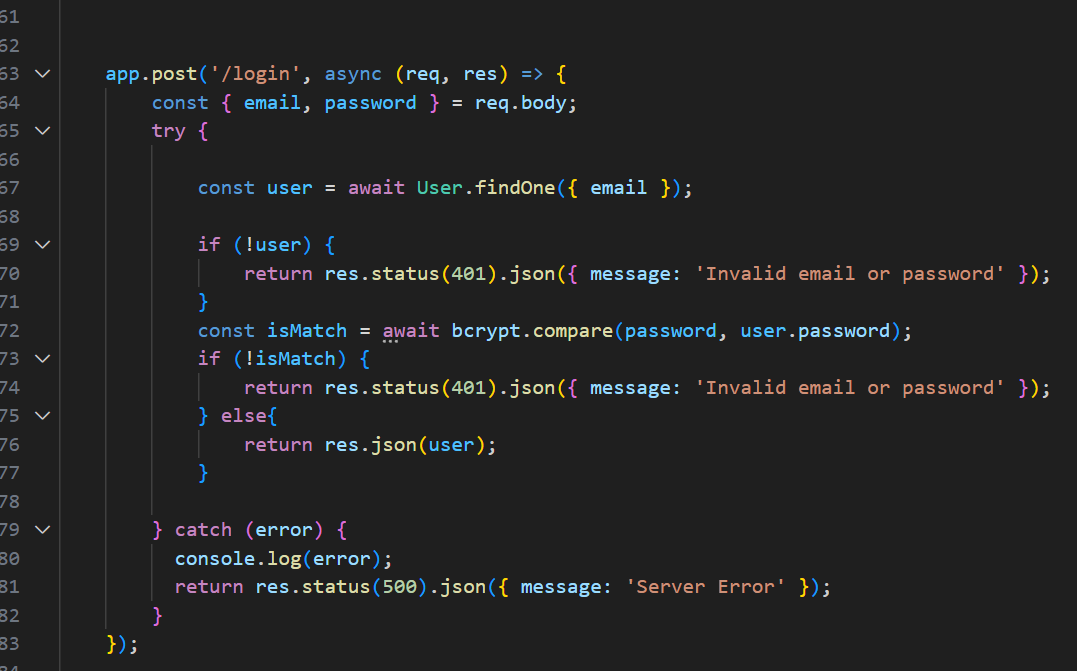 61
62
63 app.post('/login', async (req, res) => {
64 const { email, password } = req.body;
65 try {
66
67 const user = await User.findOne({ email });
68
69 if (!user) {
70 return res.status(401).json({ message: 'Invalid email or password' });
71 }
72 const isMatch = await bcrypt.compare(password, user.password);
73 if (!isMatch) {
74 return res.status(401).json({ message: 'Invalid email or password' });
75 } else{
76 return res.json(user);
77 }
78
79 } catch (error) {
80 console.log(error);
81 return res.status(500).json({ message: 'Server Error' });
82 }
83 });